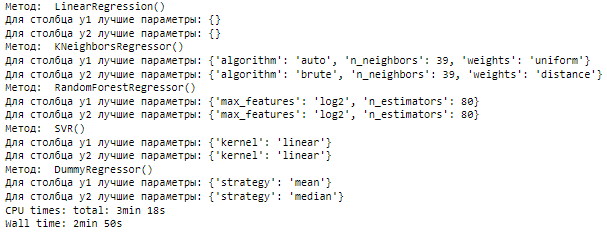 Метод:  LinearRegression()
Для столбца y1 лучшие параметры: {}
Для столбца y2 лучшие параметры: {}
Метод:  KNeighborsRegressor()
Для столбца y1 лучшие параметры: {'algorithm': 'auto', 'n_neighbors': 39, 'weights': 'uniform'}
Для столбца y2 лучшие параметры: {'algorithm': 'brute', 'n_neighbors': 39, 'weights': 'distance'}
Метод:  RandomForestRegressor()
Для столбца y1 лучшие параметры: {'max_features': 'log2', 'n_estimators': 80}
Для столбца y2 лучшие параметры: {'max_features': 'log2', 'n_estimators': 80}
Метод:  SVR()
Для столбца y1 лучшие параметры: {'kernel': 'linear'}
Для столбца y2 лучшие параметры: {'kernel': 'linear'}
Метод:  DummyRegressor()
Для столбца y1 лучшие параметры: {'strategy': 'mean'}
Для столбца y2 лучшие параметры: {'strategy': 'median'}
CPU times: total: 3min 18s
Wall time: 2min 50s